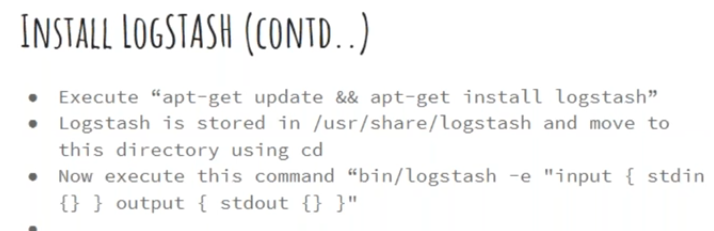 Install LogSTASH (contd..)
● Execute “apt-get update && apt-get install logstash”
● Logstash is stored in /usr/share/logstash and move to
this directory using cd
● Now execute this command “bin/logstash -e "input { stdin
{} } output { stdout {} }"
●